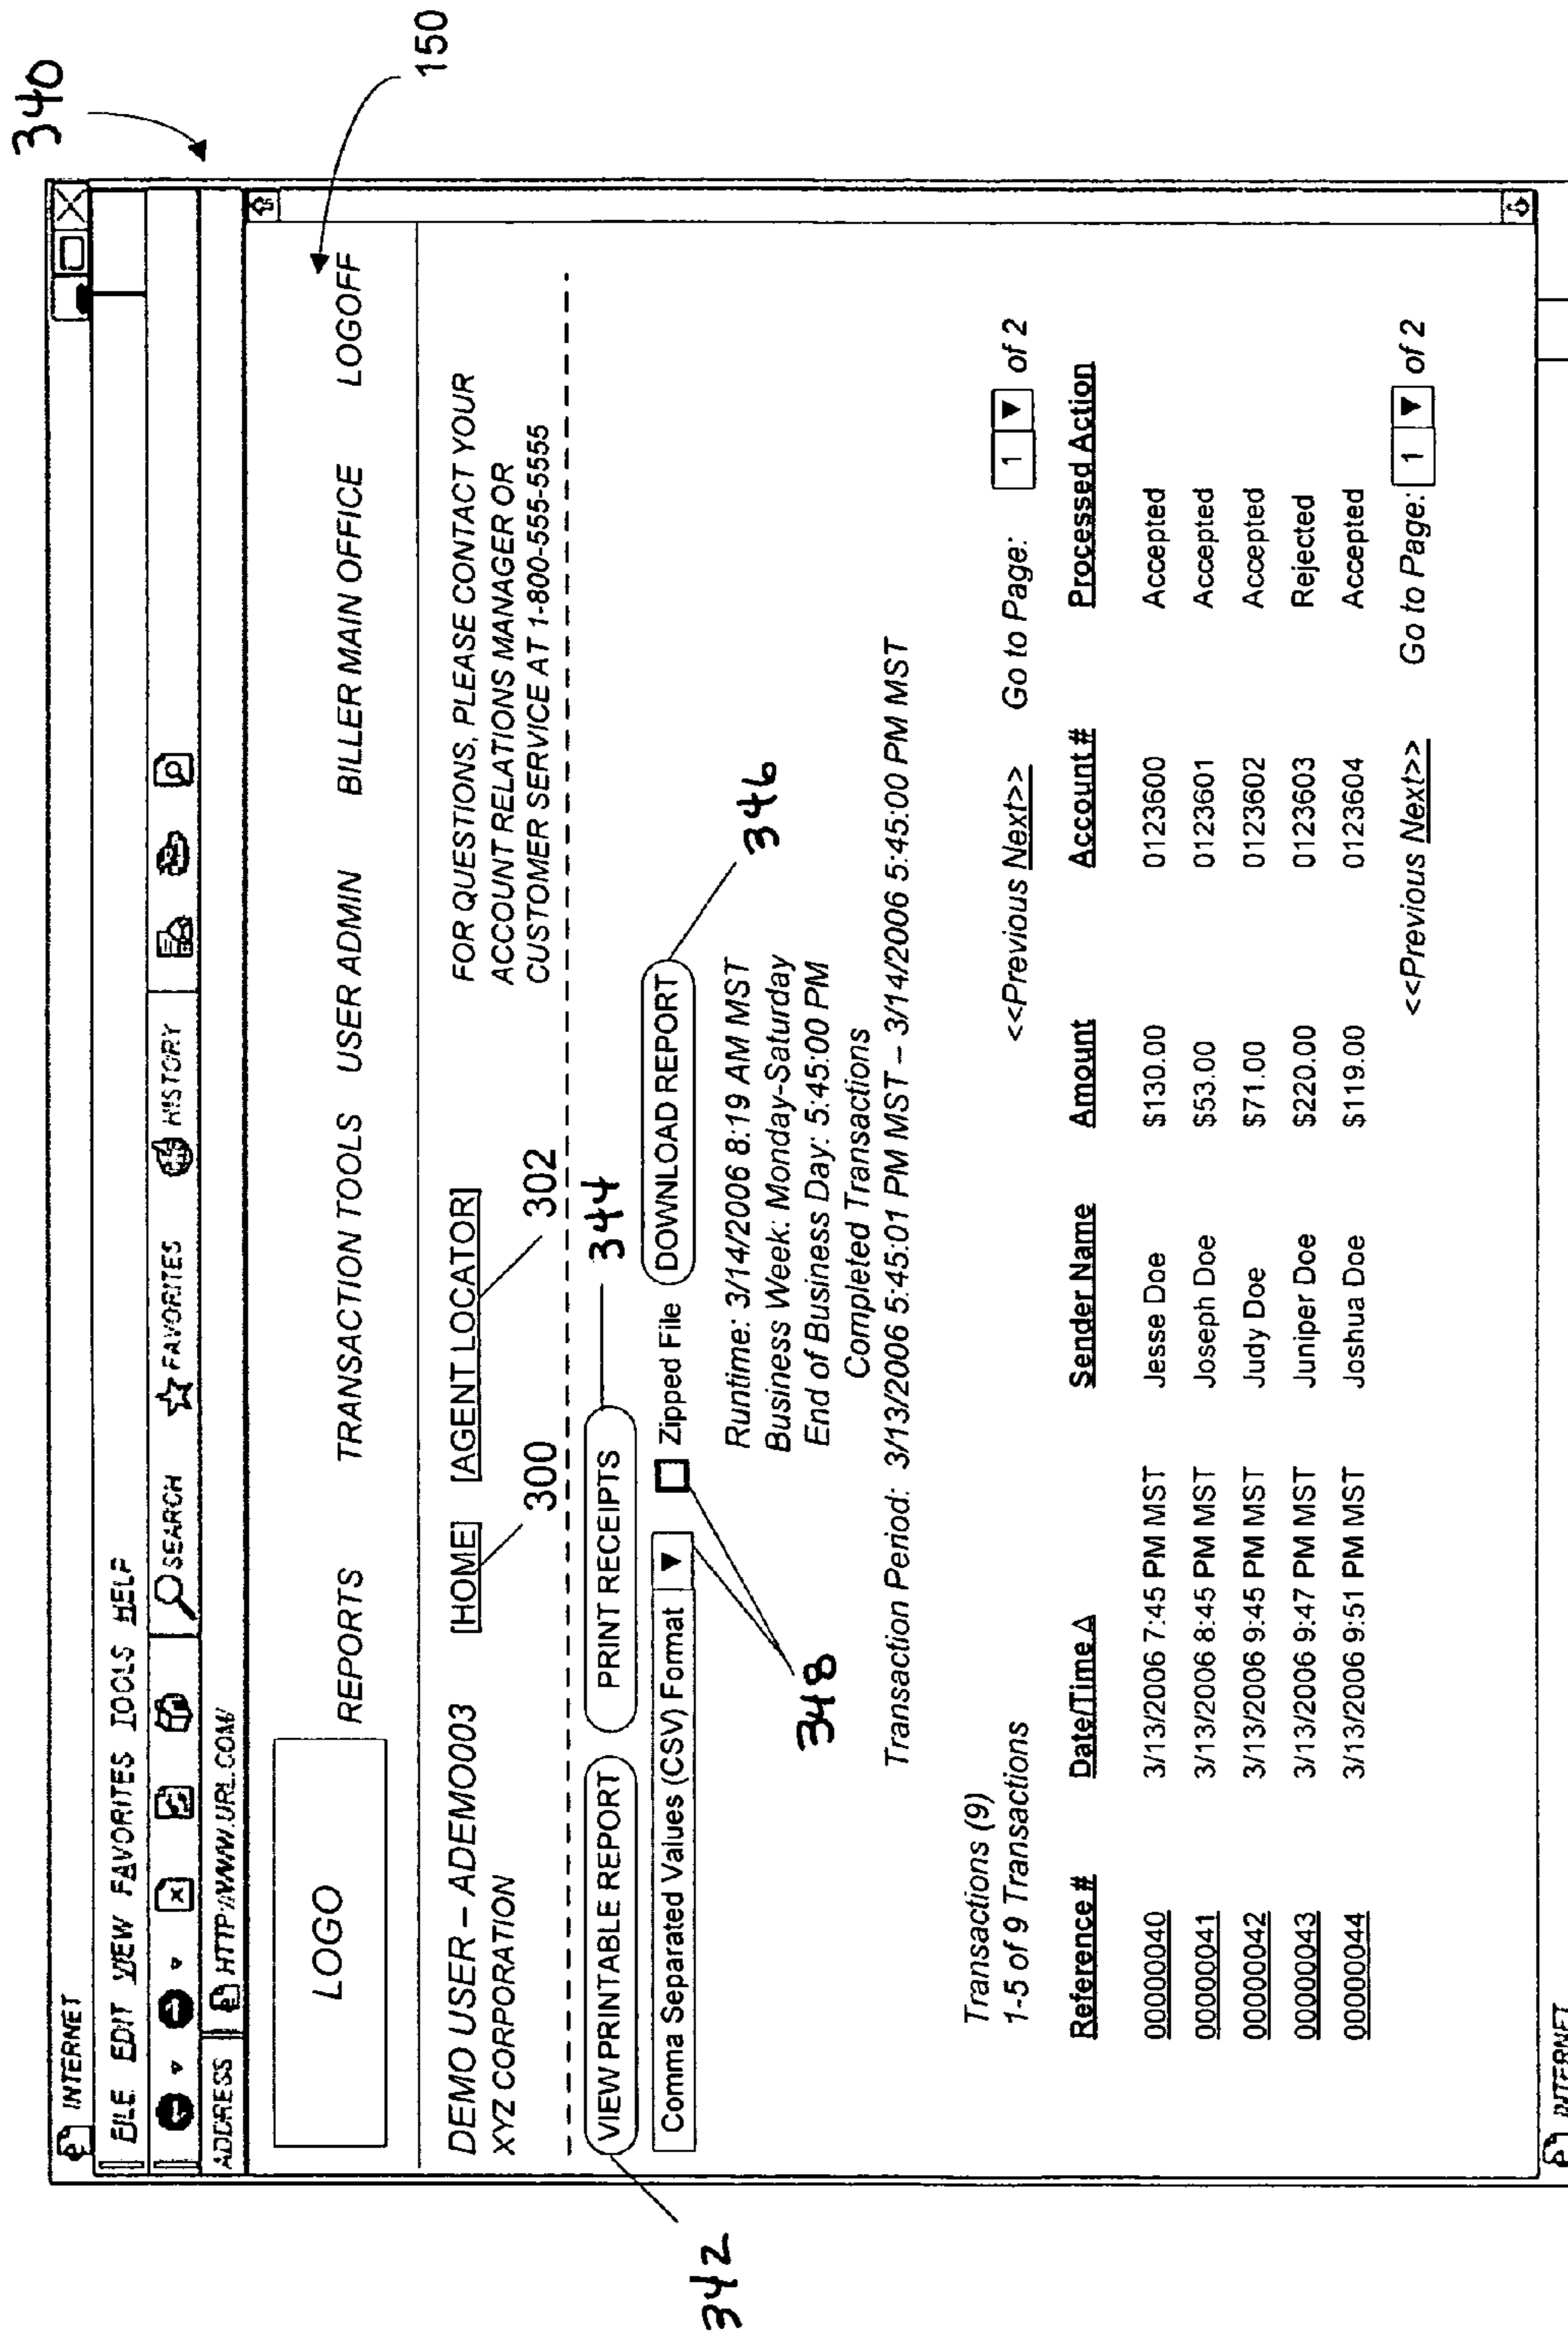 340
INTERNET
FILE EDIT VIEW FAVORITES TOOLS HELP
SEARCH FAVORITES HISTORY
ADDRESS HTTP://WWW.URL.COM/
150
LOGO
REPORTS TRANSACTION TOOLS USER ADMIN BILLER MAIN OFFICE LOGOFF
DEMO USER – ADEMO003 [HOME] [AGENT LOCATOR] FOR QUESTIONS, PLEASE CONTACT YOUR
XYZ CORPORATION ACCOUNT RELATIONS MANAGER OR
300 302 CUSTOMER SERVICE AT 1-800-555-5555
342 VIEW PRINTABLE REPORT PRINT RECEIPTS 344
Comma Separated Values (CSV) Format ▼ Zipped File DOWNLOAD REPORT
346
348
Runtime: 3/14/2006 8:19 AM MST
Business Week: Monday-Saturday
End of Business Day: 5:45:00 PM
Completed Transactions
Transaction Period: 3/13/2006 5:45:01 PM MST – 3/14/2006 5:45:00 PM MST
Transactions (9)
1-5 of 9 Transactions <<Previous Next>> Go to Page: 1 ▼ of 2
Reference # Date/Time Δ Sender Name Amount Account # Processed Action
00000040 3/13/2006 7:45 PM MST Jesse Doe $130.00 0123600 Accepted
00000041 3/13/2006 8:45 PM MST Joseph Doe $53.00 0123601 Accepted
00000042 3/13/2006 9:45 PM MST Judy Doe $71.00 0123602 Accepted
00000043 3/13/2006 9:47 PM MST Juniper Doe $220.00 0123603 Rejected
00000044 3/13/2006 9:51 PM MST Joshua Doe $119.00 0123604 Accepted
<<Previous Next>> Go to Page: 1 ▼ of 2
INTERNET